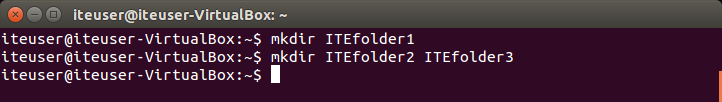 iteuser@iteuser-VirtualBox: ~
iteuser@iteuser-VirtualBox:~$ mkdir ITEfolder1
iteuser@iteuser-VirtualBox:~$ mkdir ITEfolder2 ITEfolder3
iteuser@iteuser-VirtualBox:~$